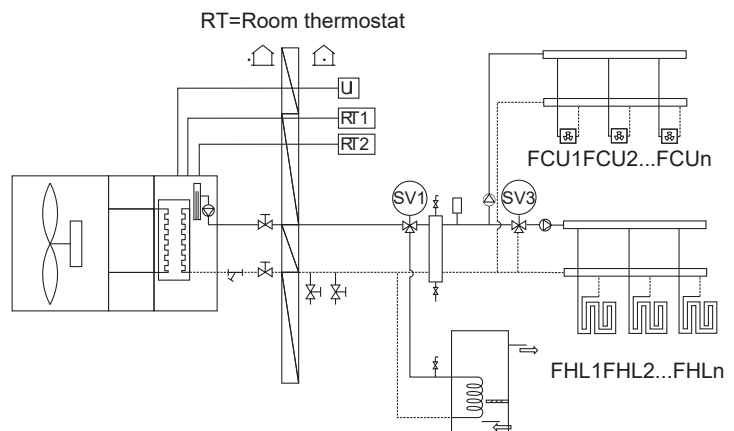 RT=Room thermostat
U
RT1
RT2
SV1
SV3
FCU1FCU2...FCUn
FHL1FHL2...FHLn